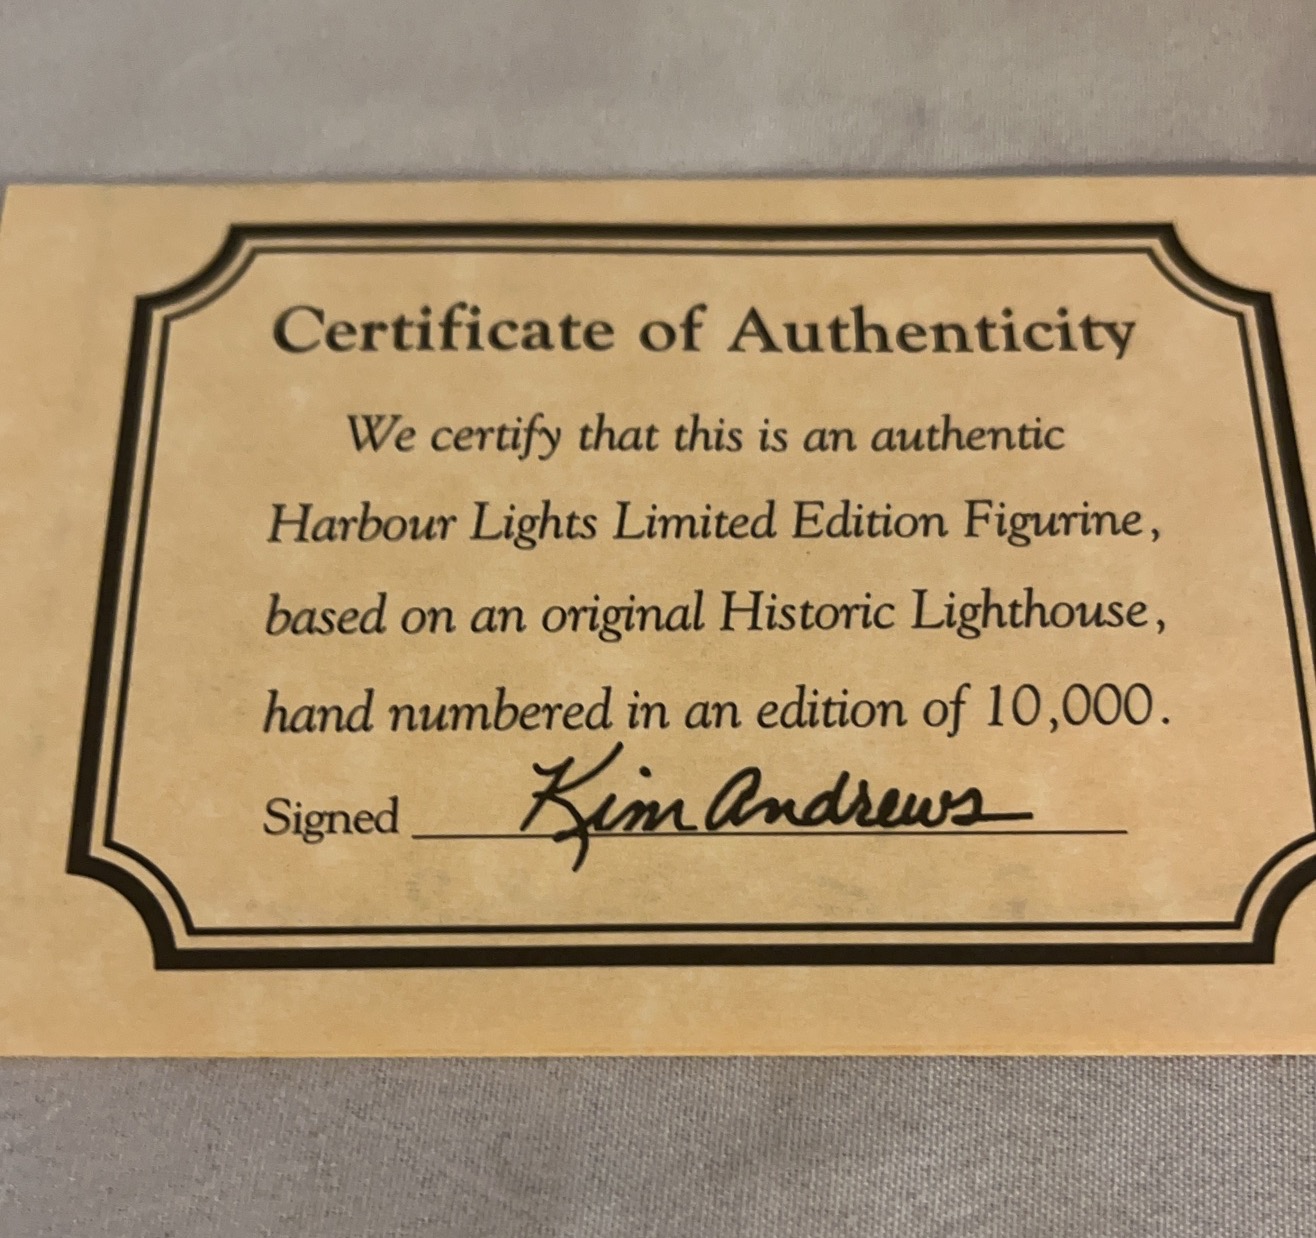 Certificate of Authenticity
We certify that this is an authentic
Harbour Lights Limited Edition Figurine,
based on an original Historic Lighthouse,
hand numbered in an edition of 10,000.
Signed Kim Andrews